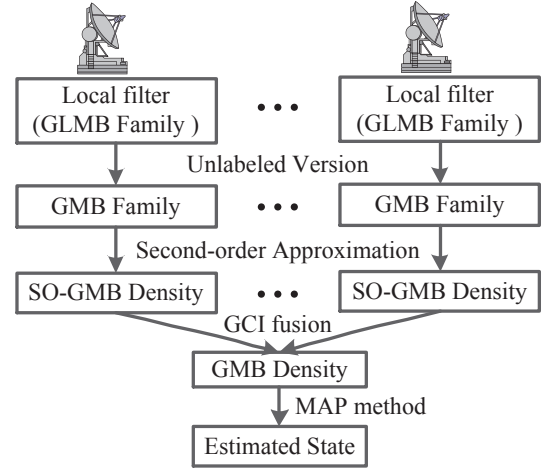 Local filter
(GLMB Family )
• • •
Local filter
(GLMB Family )
Unlabeled Version
GMB Family
• • •
GMB Family
Second-order Approximation
SO-GMB Density
• • •
SO-GMB Density
GCI fusion
GMB Density
MAP method
Estimated State